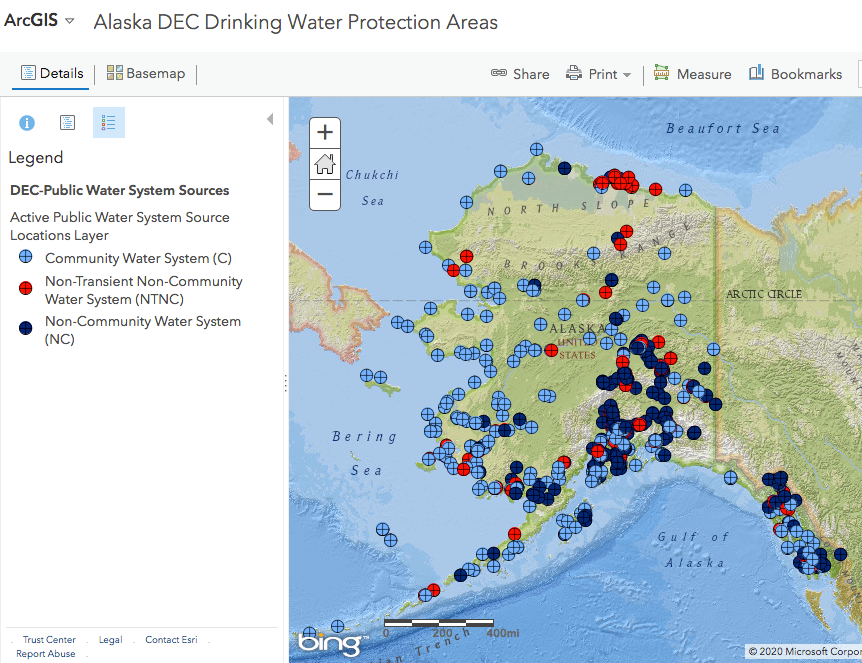 ArcGIS
Alaska DEC Drinking Water Protection Areas
Details
Basemap
Share
Print
Measure
Bookmarks
Legend
DEC-Public Water System Sources
Active Public Water System Source
Locations Layer
Community Water System (C)
Non-Transient Non-Community
Water System (NTNC)
Non-Community Water System
(NC)
Trust Center
Legal
Contact Esri
Report Abuse
+
−
Beaufort Sea
Chukchi
Sea
NORTH SLOPE
BROOKS RANGE
ARCTIC CIRCLE
ALASKA
UNITED
STATES
Bering
Sea
Gulf of
Alaska
0 200 400mi
bing™
Trench
© 2020 Microsoft Corpor